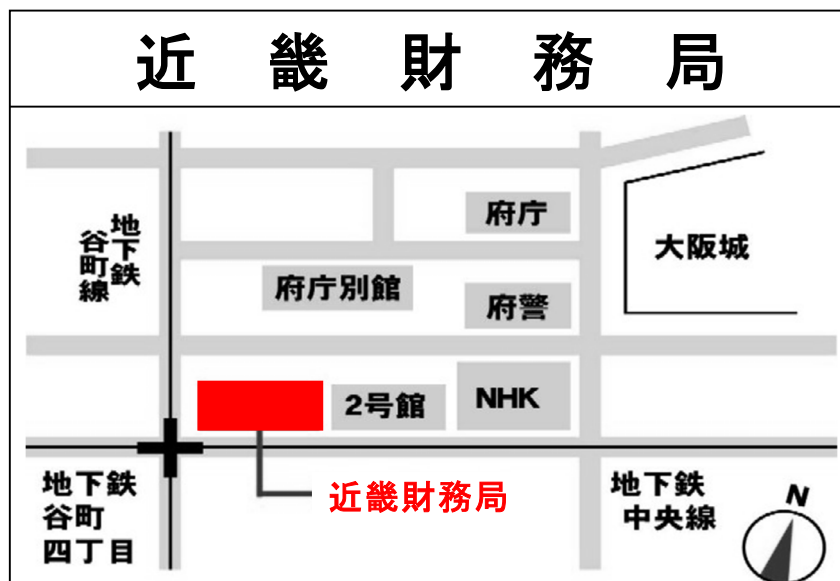 近畿財務局
府庁
地下鉄
谷町線
大阪城
府庁別館
府警
2号館
NHK
近畿財務局
地下鉄
谷町
四丁目
地下鉄
中央線
N